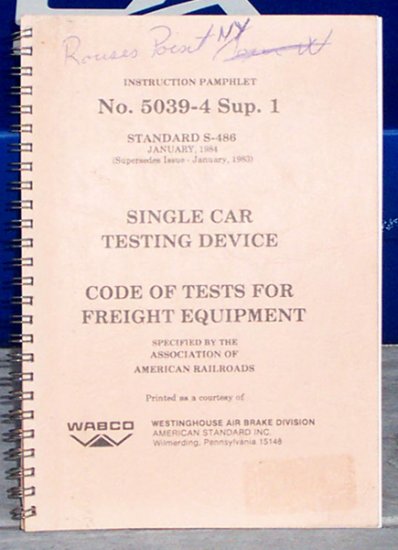 Rouses Point NY
INSTRUCTION PAMPHLET
No. 5039-4 Sup. 1
STANDARD S-486
JANUARY, 1984
(Supersedes Issue - January, 1983)
SINGLE CAR
TESTING DEVICE
CODE OF TESTS FOR
FREIGHT EQUIPMENT
SPECIFIED BY THE
ASSOCIATION OF
AMERICAN RAILROADS
Printed as a courtesy of
WABCO
WESTINGHOUSE AIR BRAKE DIVISION
AMERICAN STANDARD INC.
Wilmerding, Pennsylvania 15148